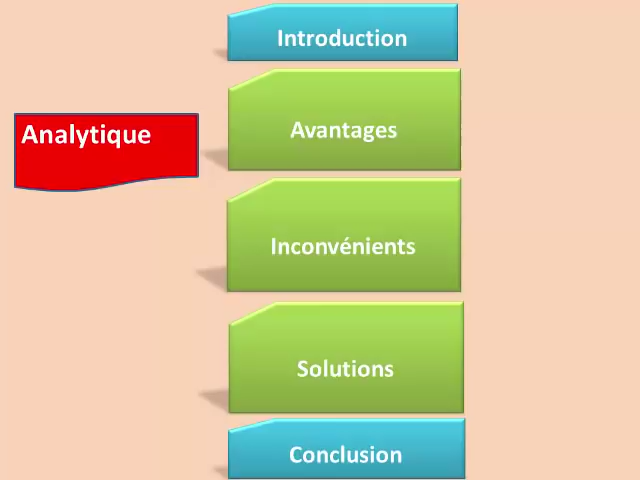 Introduction
Avantages
Analytique
Inconvénients
Solutions
Conclusion